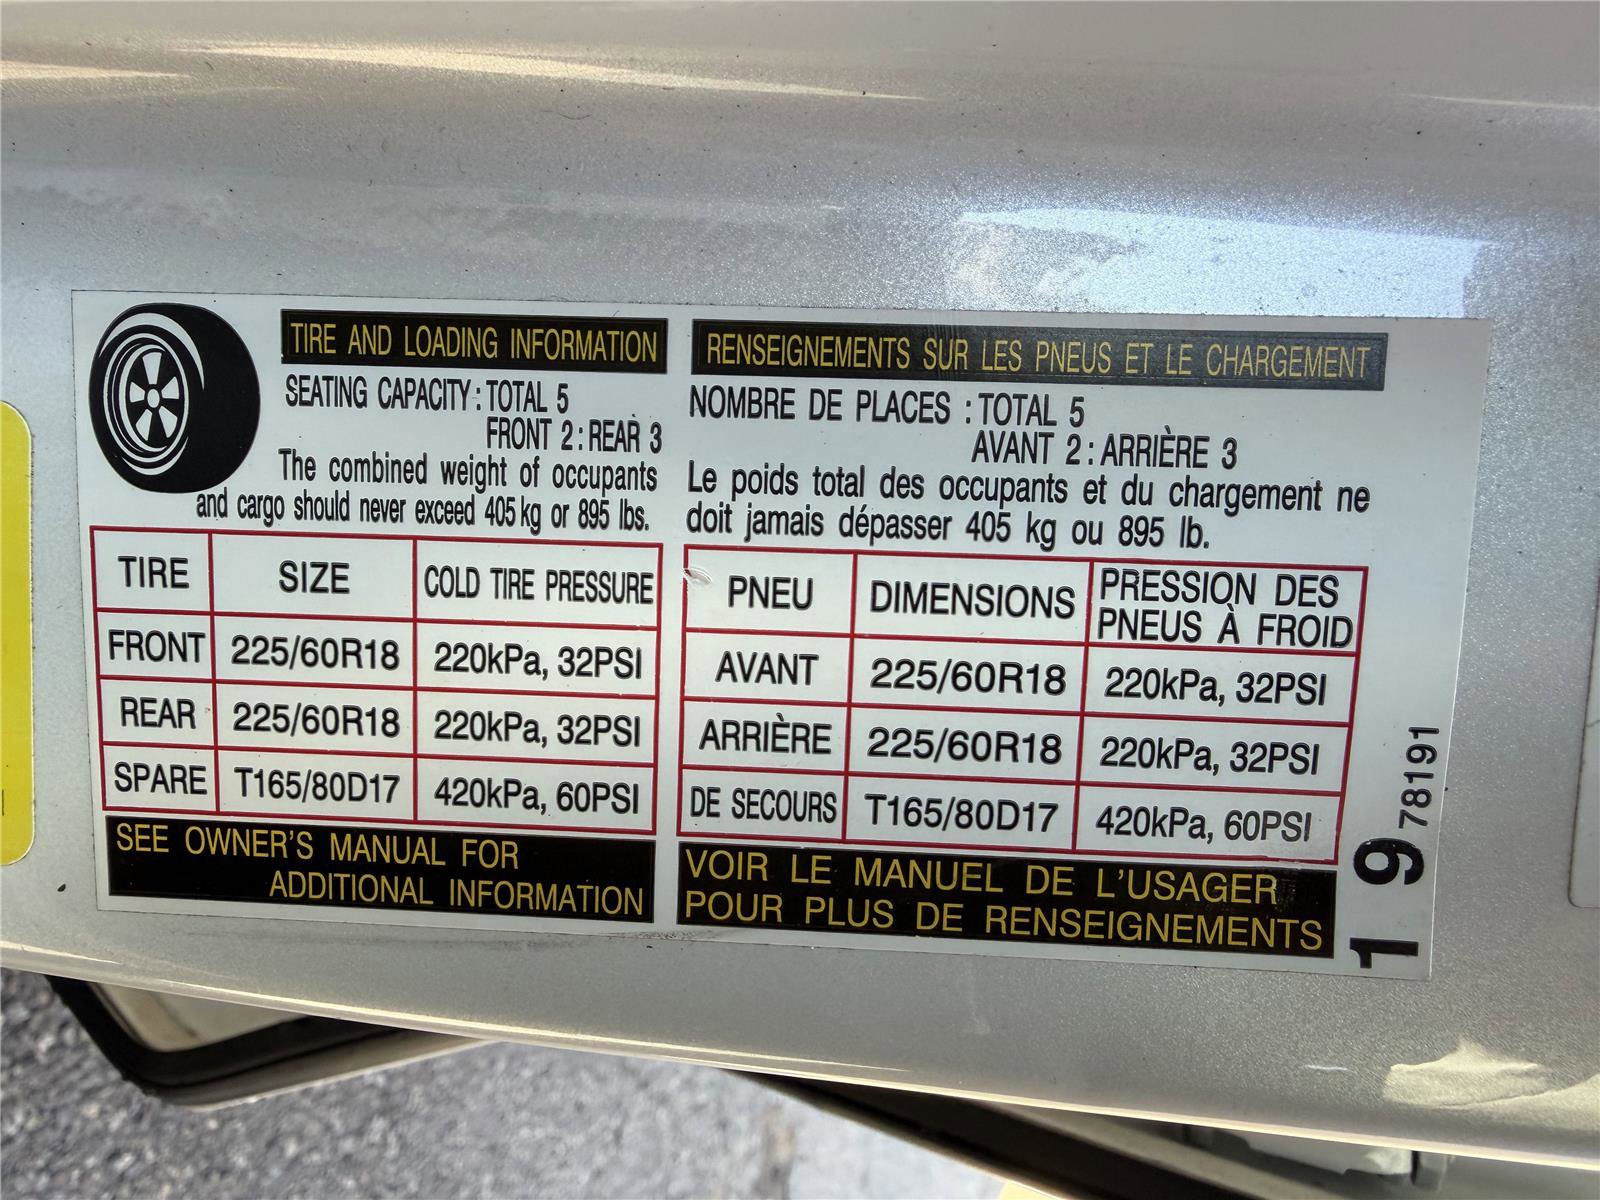 TIRE AND LOADING INFORMATION
SEATING CAPACITY: TOTAL 5
FRONT 2: REAR 3
The combined weight of occupants
and cargo should never exceed 405kg or 895 lbs.
TIRE SIZE COLD TIRE PRESSURE
FRONT 225/60R18 220kPa, 32PSI
REAR 225/60R18 220kPa, 32PSI
SPARE T165/80D17 420kPa, 60PSI
SEE OWNER'S MANUAL FOR
ADDITIONAL INFORMATION
RENSEIGNEMENTS SUR LES PNEUS ET LE CHARGEMENT
NOMBRE DE PLACES : TOTAL 5
AVANT 2: ARRIÈRE 3
Le poids total des occupants et du chargement ne
doit jamais dépasser 405 kg ou 895 lb.
PNEU DIMENSIONS PRESSION DES
PNEUS À FROID
AVANT 225/60R18 220kPa, 32PSI
ARRIÈRE 225/60R18 220kPa, 32PSI
DE SECOURS T165/80D17 420kPa, 60PSI
VOIR LE MANUEL DE L'USAGER
POUR PLUS DE RENSEIGNEMENTS
19
78191